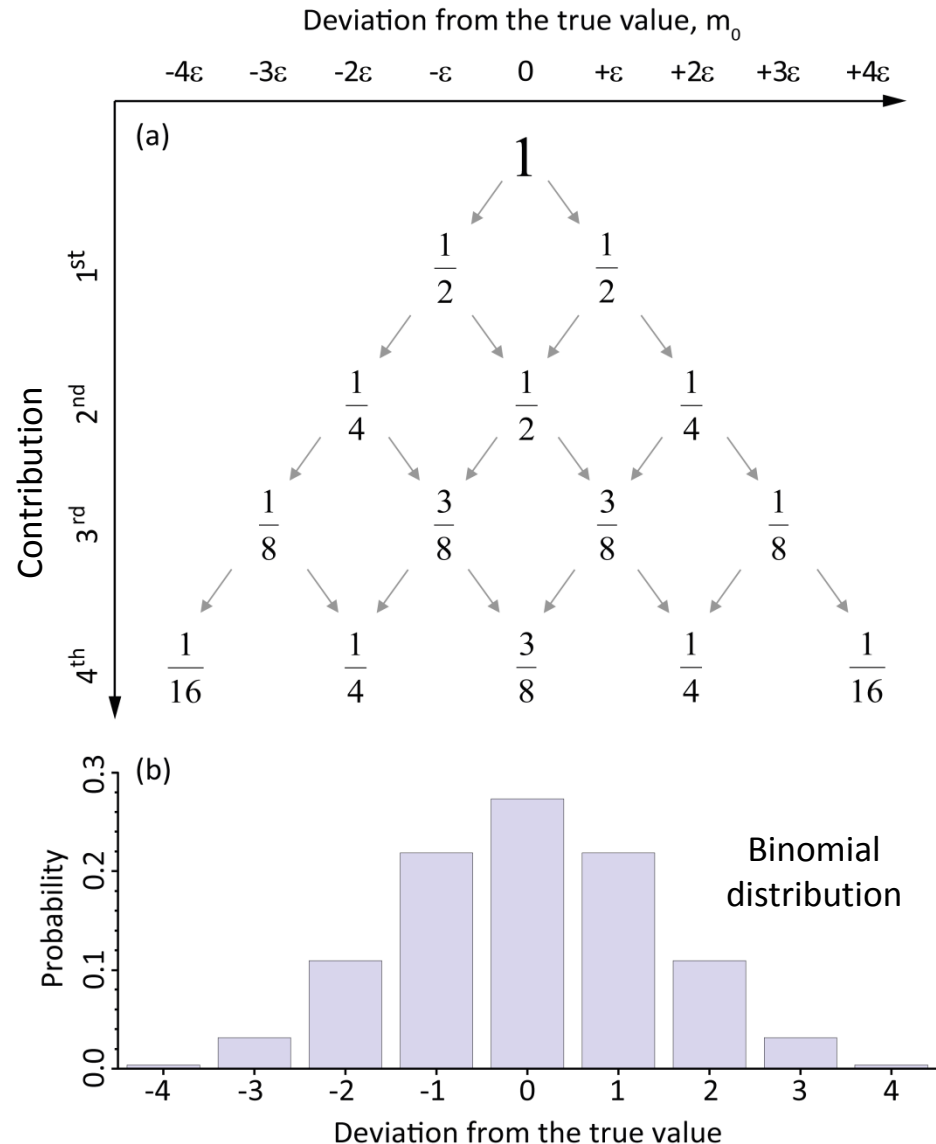 Deviation from the true value, m₀
-4ε -3ε -2ε -ε 0 +ε +2ε +3ε +4ε
(a)
1
1st
1/2 1/2
Contribution
2nd
1/4 1/2 1/4
3rd
1/8 3/8 3/8 1/8
4th
1/16 1/4 3/8 1/4 1/16
(b)
Binomial
distribution
Probability
0.3
0.2
0.1
0.0
-4 -3 -2 -1 0 1 2 3 4
Deviation from the true value